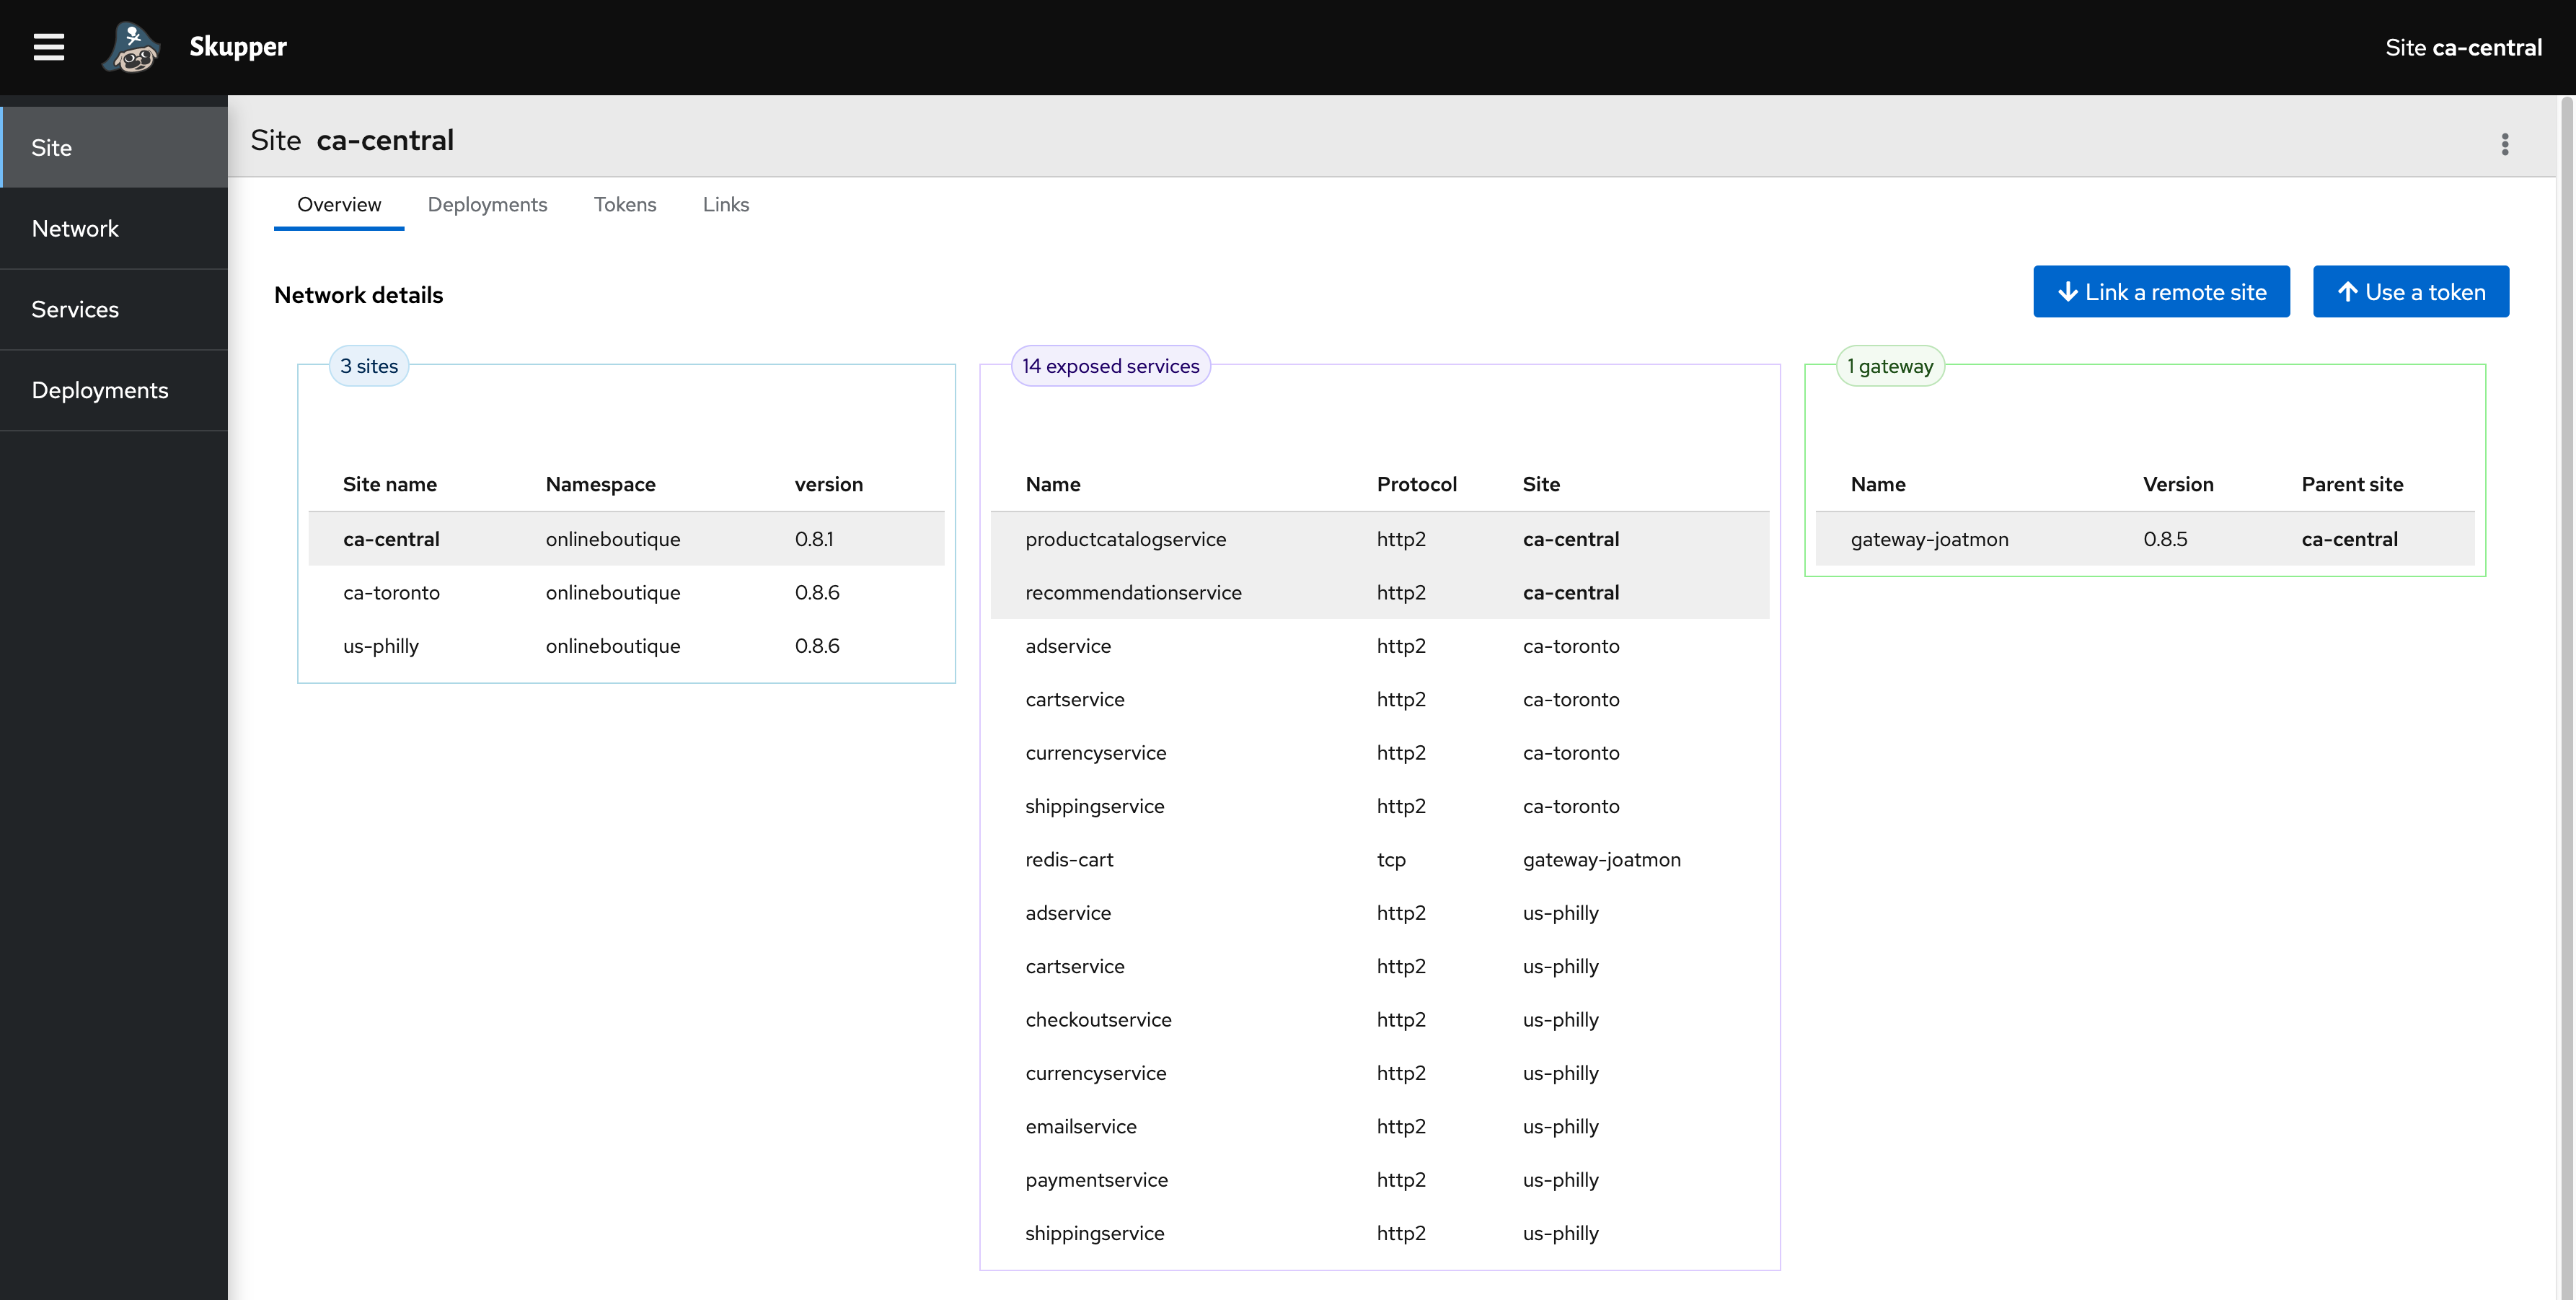 Skupper
Site ca-central
Site
Network
Services
Deployments
Site ca-central
Overview Deployments Tokens Links
Network details
Link a remote site
Use a token
3 sites
Site name Namespace version
ca-central onlineboutique 0.8.1
ca-toronto onlineboutique 0.8.6
us-philly onlineboutique 0.8.6
14 exposed services
Name Protocol Site
productcatalogservice http2 ca-central
recommendationservice http2 ca-central
adservice http2 ca-toronto
cartservice http2 ca-toronto
currencyservice http2 ca-toronto
shippingservice http2 ca-toronto
redis-cart tcp gateway-joatmon
adservice http2 us-philly
cartservice http2 us-philly
checkoutservice http2 us-philly
currencyservice http2 us-philly
emailservice http2 us-philly
paymentservice http2 us-philly
shippingservice http2 us-philly
1 gateway
Name Version Parent site
gateway-joatmon 0.8.5 ca-central